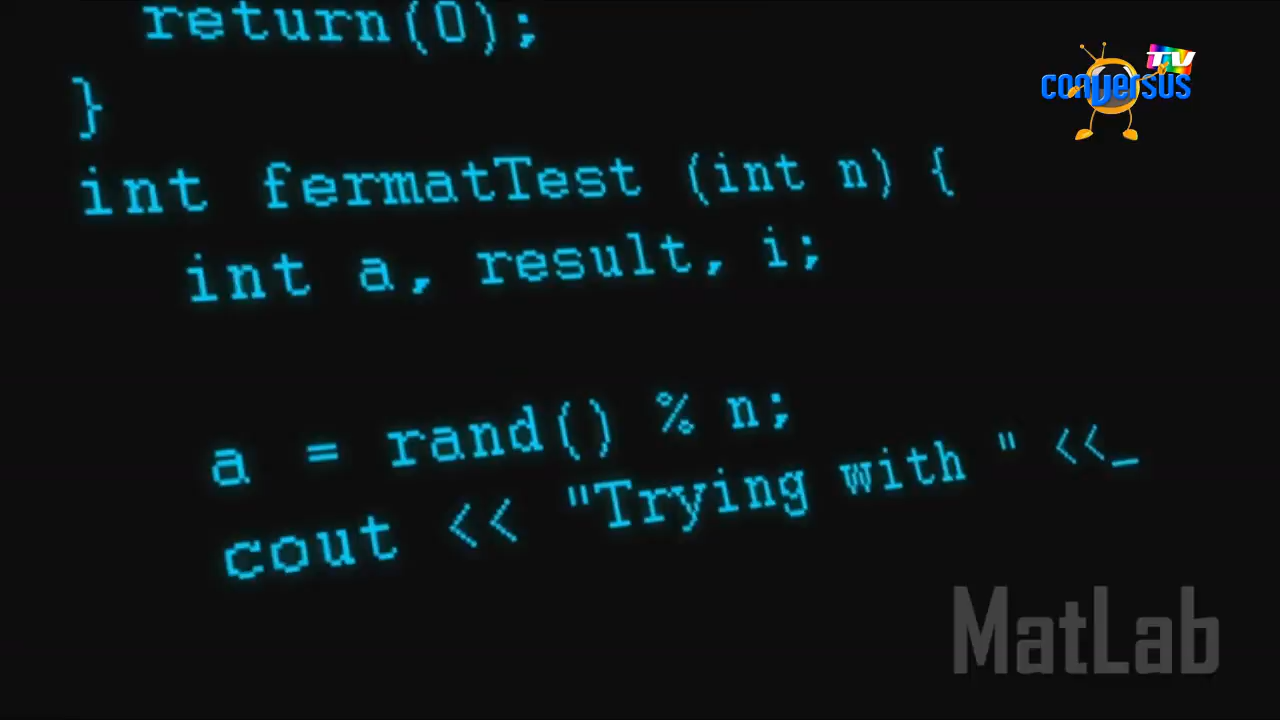 return(0);
}
int fermatTest (int n) {
int a, result, i;
a = rand() % n;
cout << "Trying with " <<_
TV
conversus
MatLab